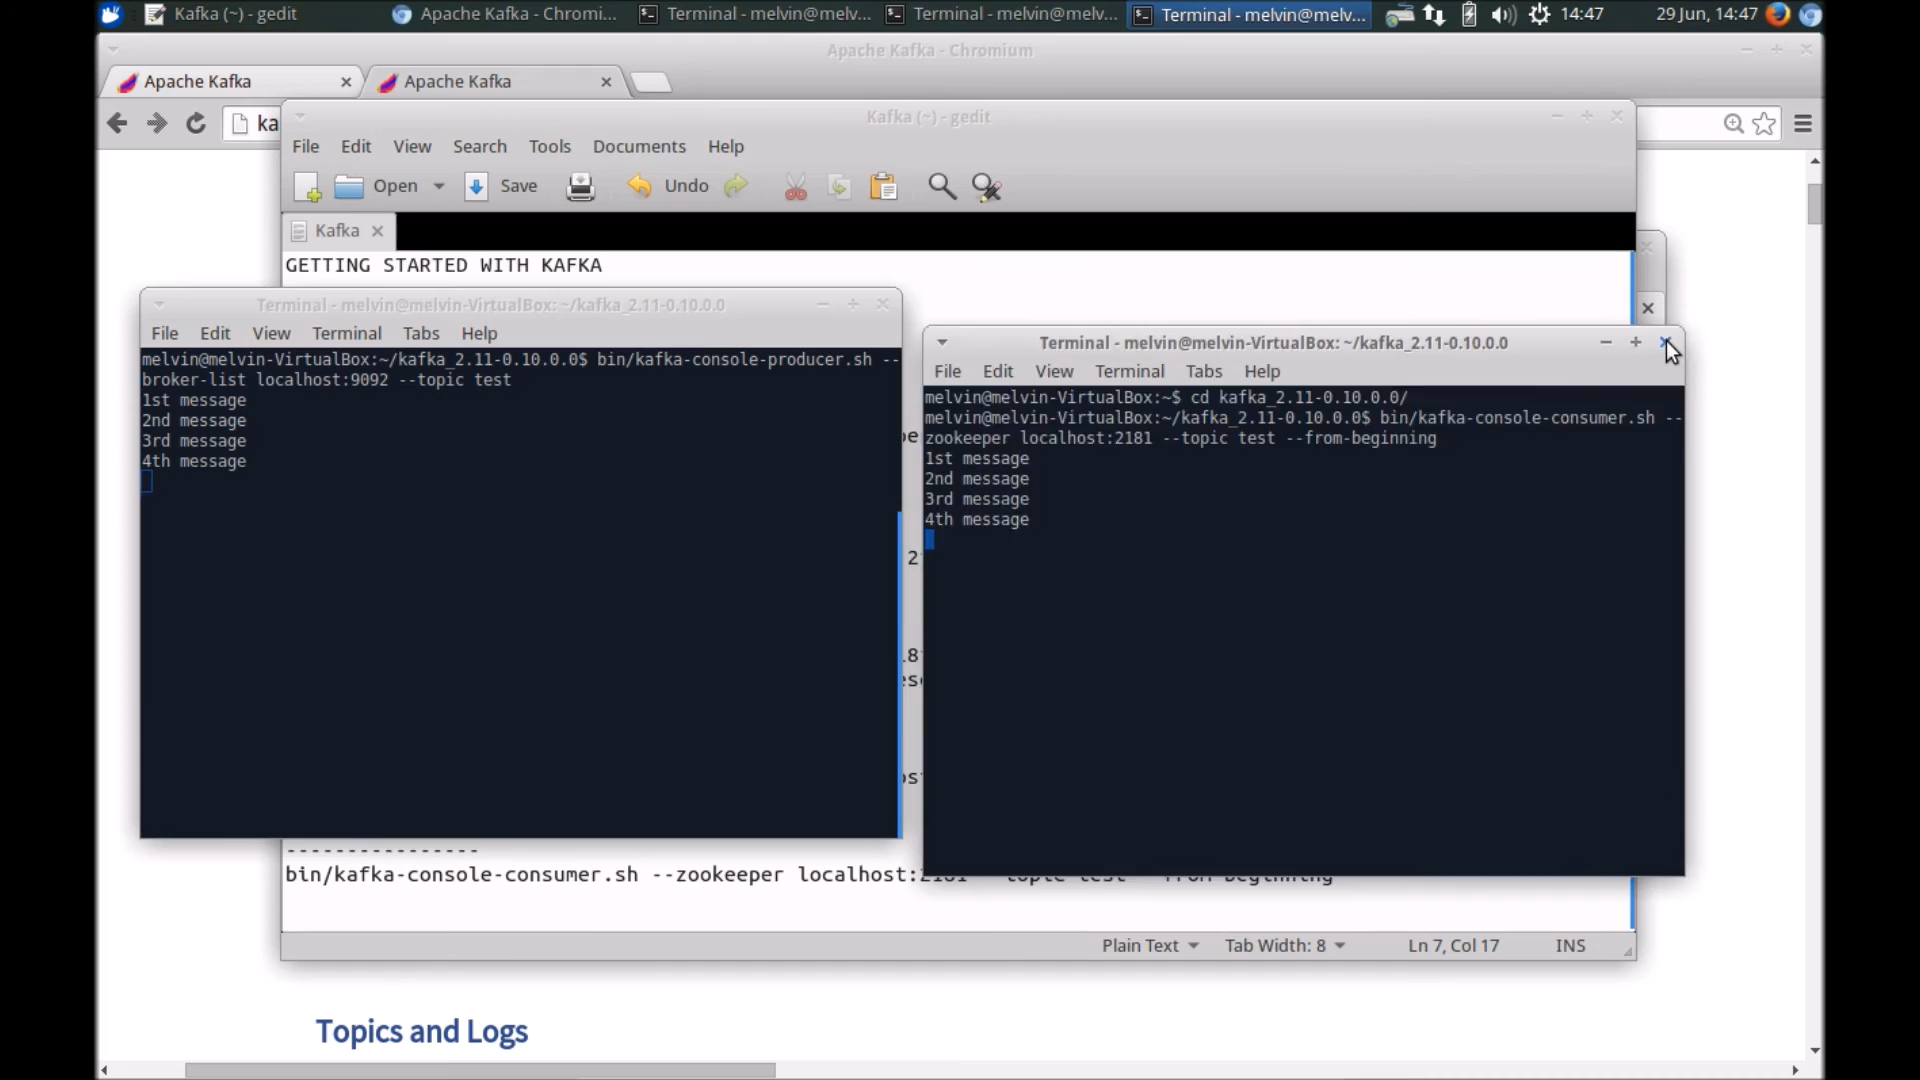 Kafka (~) - gedit
Apache Kafka - Chromi...
Terminal - melvin@melv...
Terminal - melvin@melv...
Terminal - melvin@melv...
14:47
29 Jun, 14:47
Apache Kafka - Chromium
Apache Kafka
Apache Kafka
ka
Kafka (~) - gedit
File Edit View Search Tools Documents Help
Open Save Undo
Kafka
GETTING STARTED WITH KAFKA
Terminal - melvin@melvin-VirtualBox: ~/kafka_2.11-0.10.0.0
File Edit View Terminal Tabs Help
melvin@melvin-VirtualBox:~/kafka_2.11-0.10.0.0$ bin/kafka-console-producer.sh --
broker-list localhost:9092 --topic test
1st message
2nd message
3rd message
4th message
Terminal - melvin@melvin-VirtualBox: ~/kafka_2.11-0.10.0.0
File Edit View Terminal Tabs Help
melvin@melvin-VirtualBox:~$ cd kafka_2.11-0.10.0.0/
melvin@melvin-VirtualBox:~/kafka_2.11-0.10.0.0$ bin/kafka-console-consumer.sh --
zookeeper localhost:2181 --topic test --from-beginning
1st message
2nd message
3rd message
4th message
----------------
bin/kafka-console-consumer.sh --zookeeper localhost:2181 --topic test --from-beginning
Plain Text Tab Width: 8 Ln 7, Col 17 INS
Topics and Logs